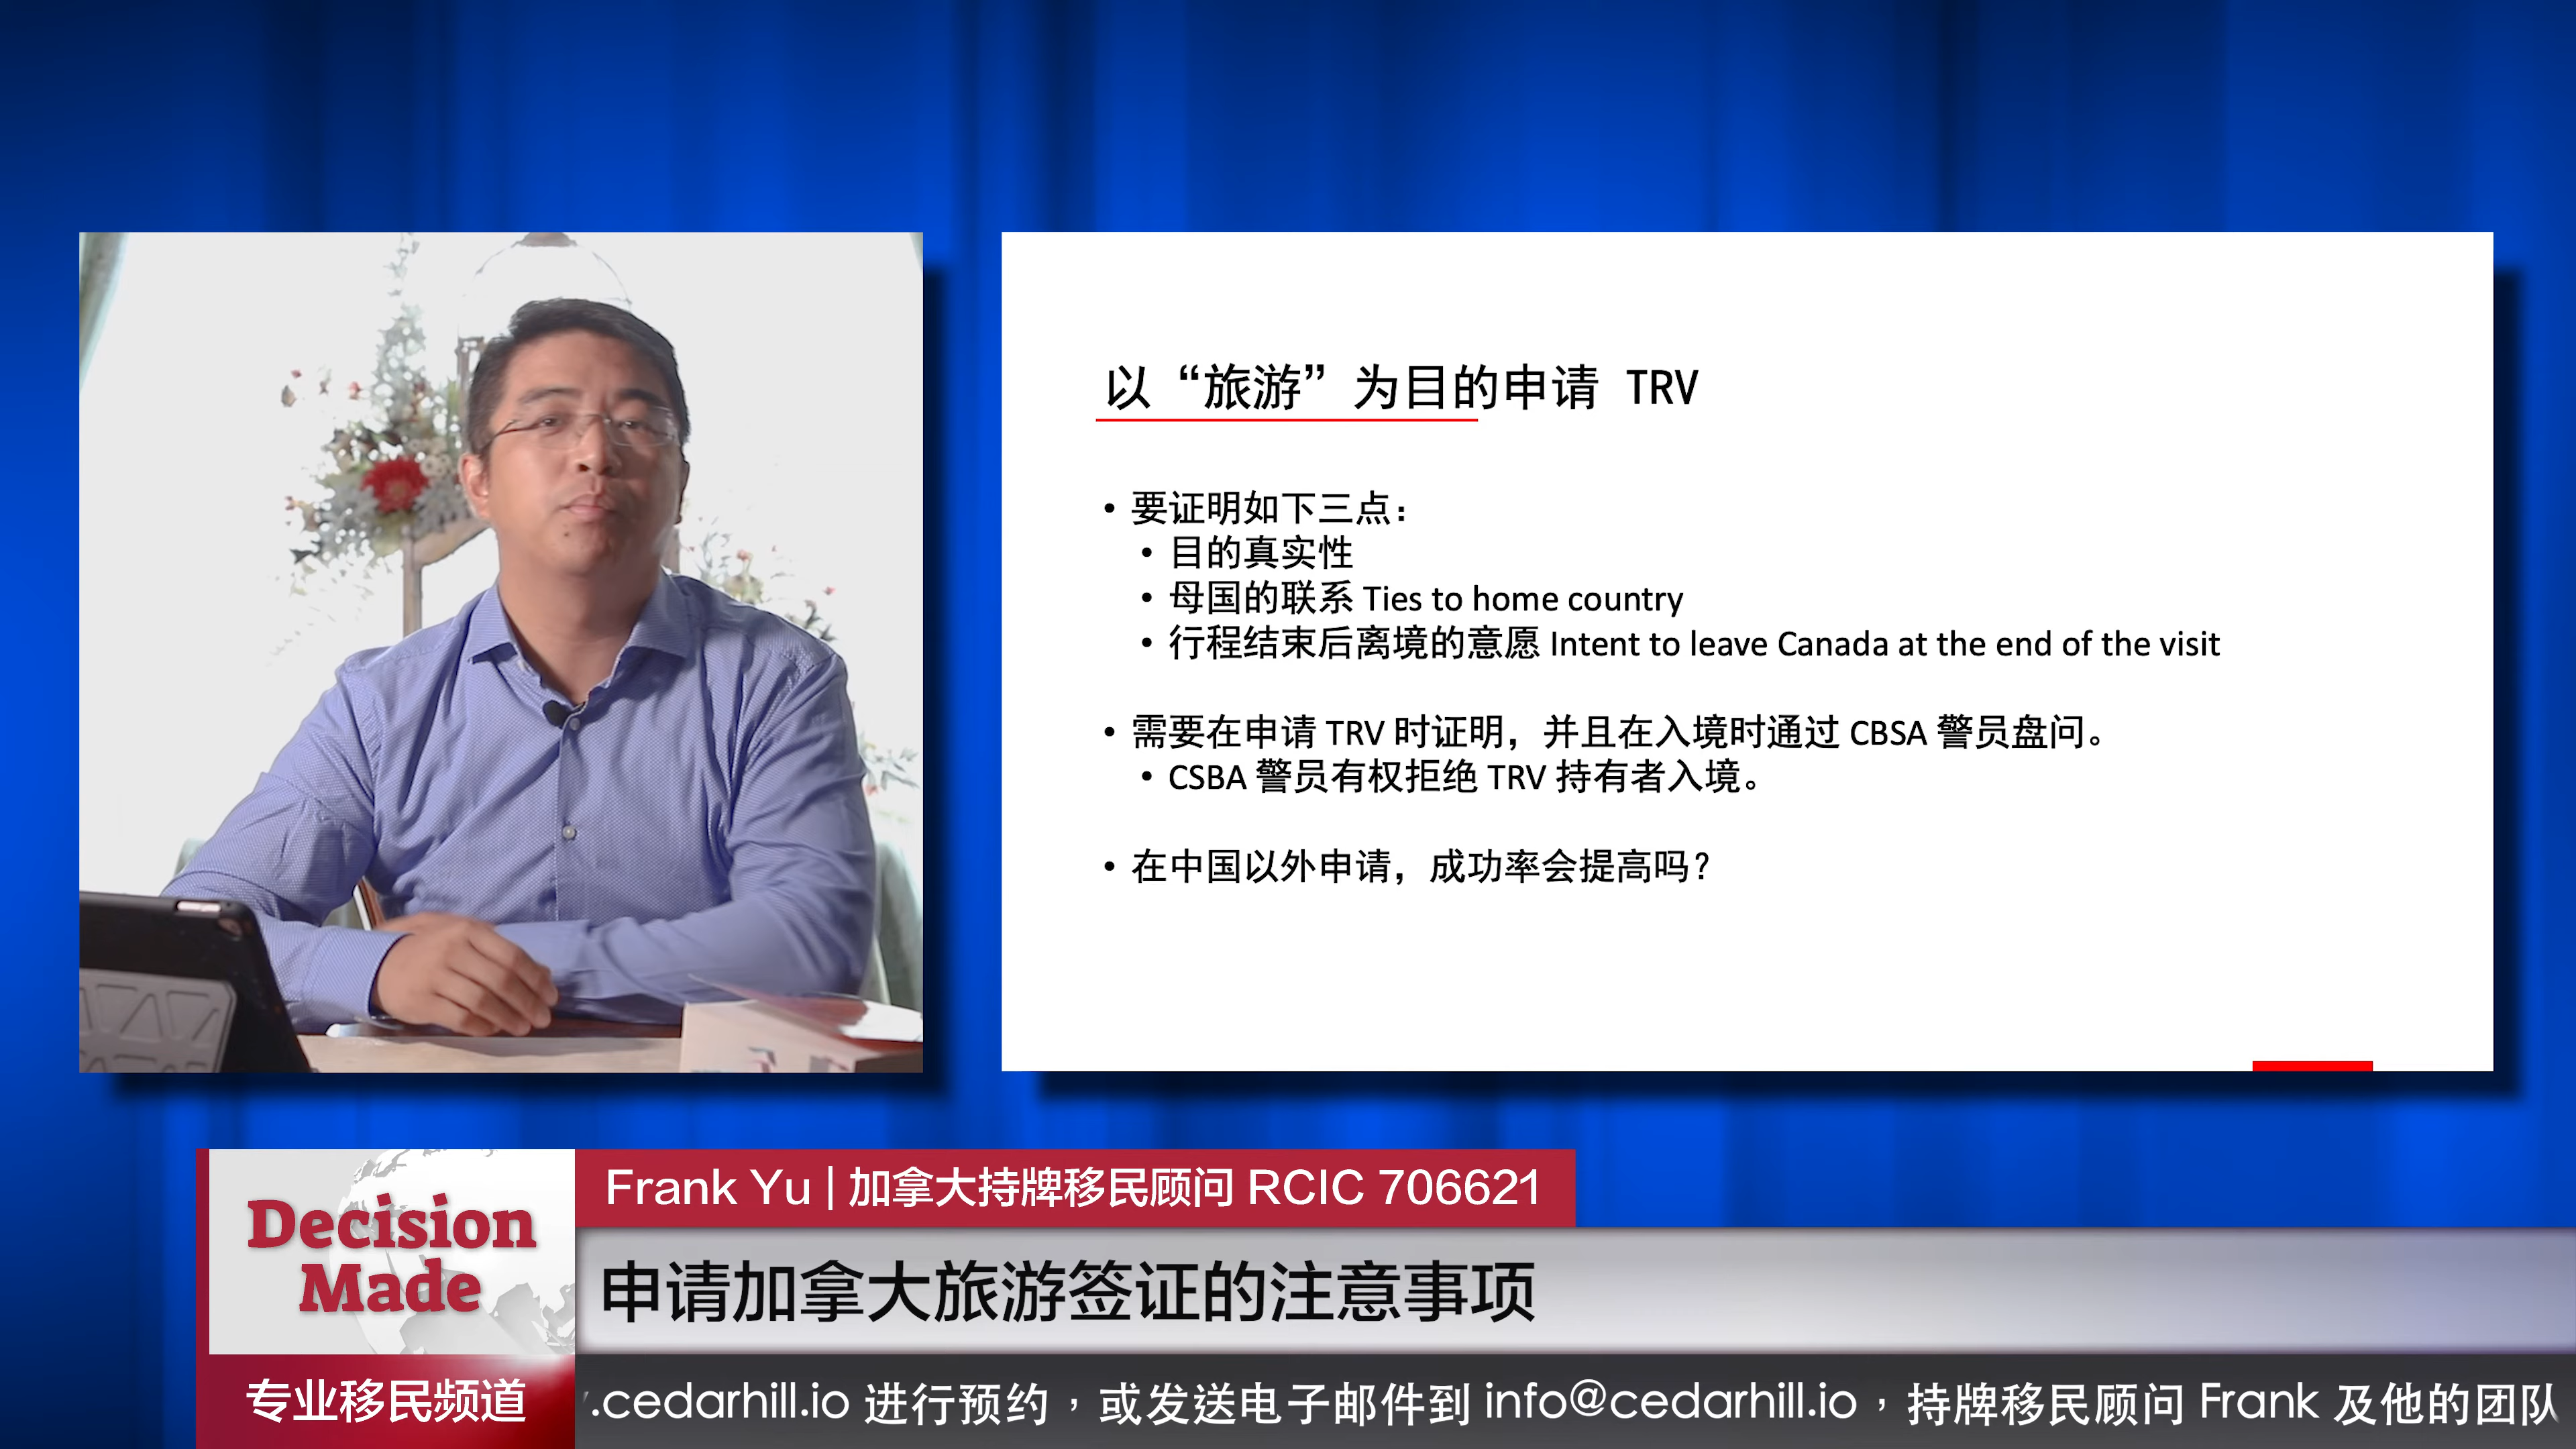 以“旅游”为目的申请 TRV
• 要证明如下三点：
• 目的真实性
• 母国的联系 Ties to home country
• 行程结束后离境的意愿 Intent to leave Canada at the end of the visit
• 需要在申请 TRV 时证明，并且在入境时通过 CBSA 警员盘问。
• CSBA 警员有权拒绝 TRV 持有者入境。
• 在中国以外申请，成功率会提高吗？
Frank Yu | 加拿大持牌移民顾问 RCIC 706621
Decision
Made
申请加拿大旅游签证的注意事项
专业移民频道
.cedarhill.io 进行预约，或发送电子邮件到 info@cedarhill.io，持牌移民顾问 Frank 及他的团队